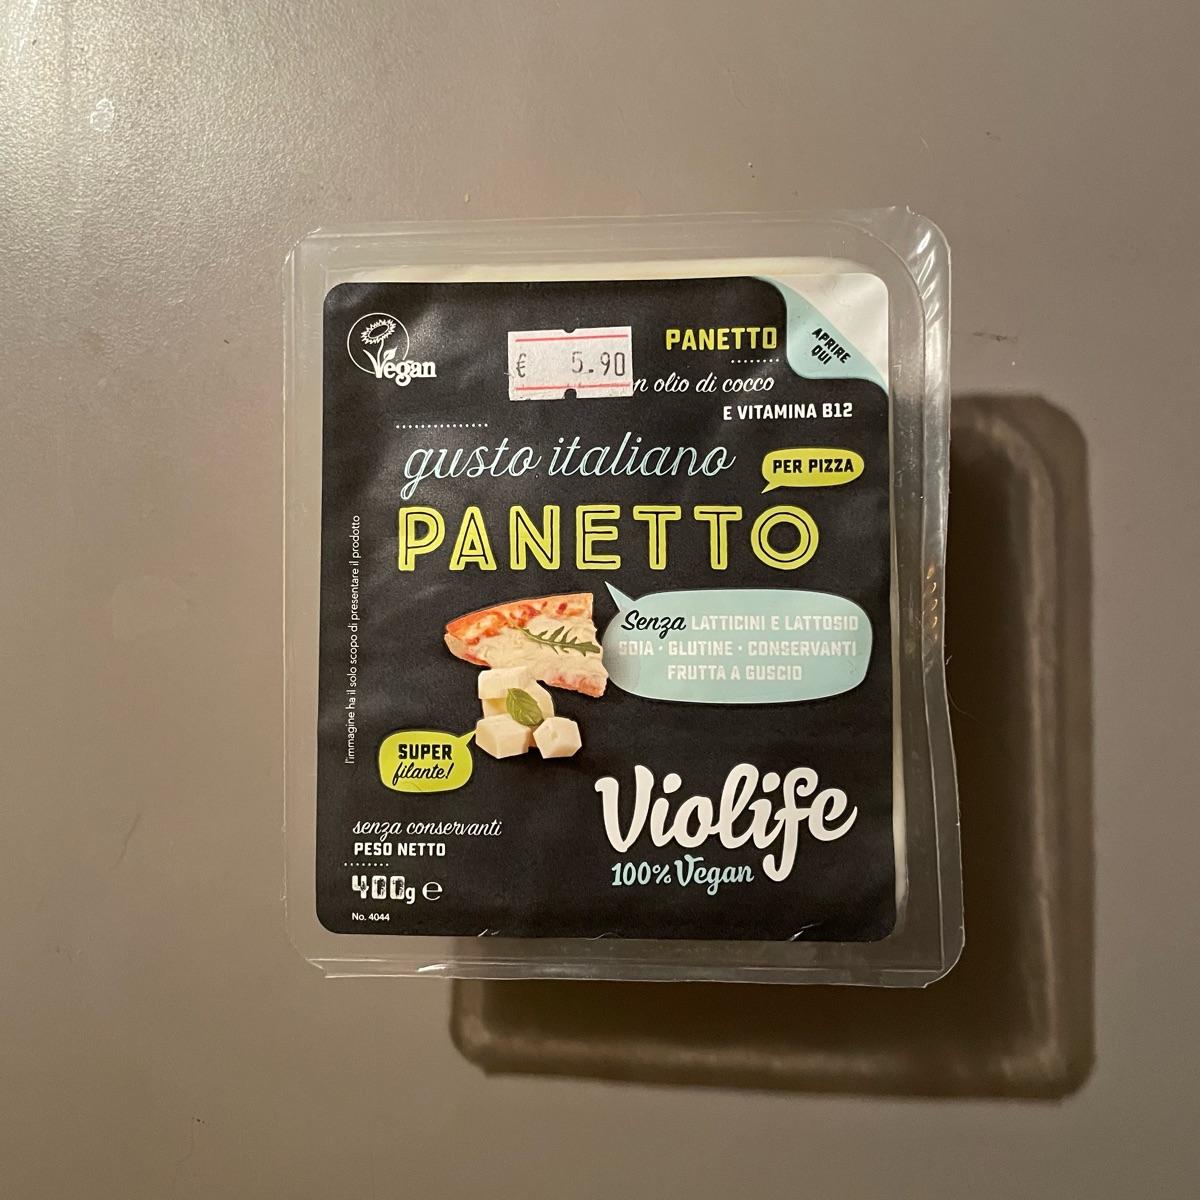 Vegan
€ 5.90
PANETTO
olio di cocco
E VITAMINA B12
APRIRE
QUI
gusto italiano
PER PIZZA
PANETTO
l'immagine ha il solo scopo di presentare il prodotto
Senza LATTICINI E LATTOSIO
SOIA · GLUTINE · CONSERVANTI
FRUTTA A GUSCIO
SUPER
filante!
Violife
100% Vegan
senza conservanti
PESO NETTO
400g e
No. 4044